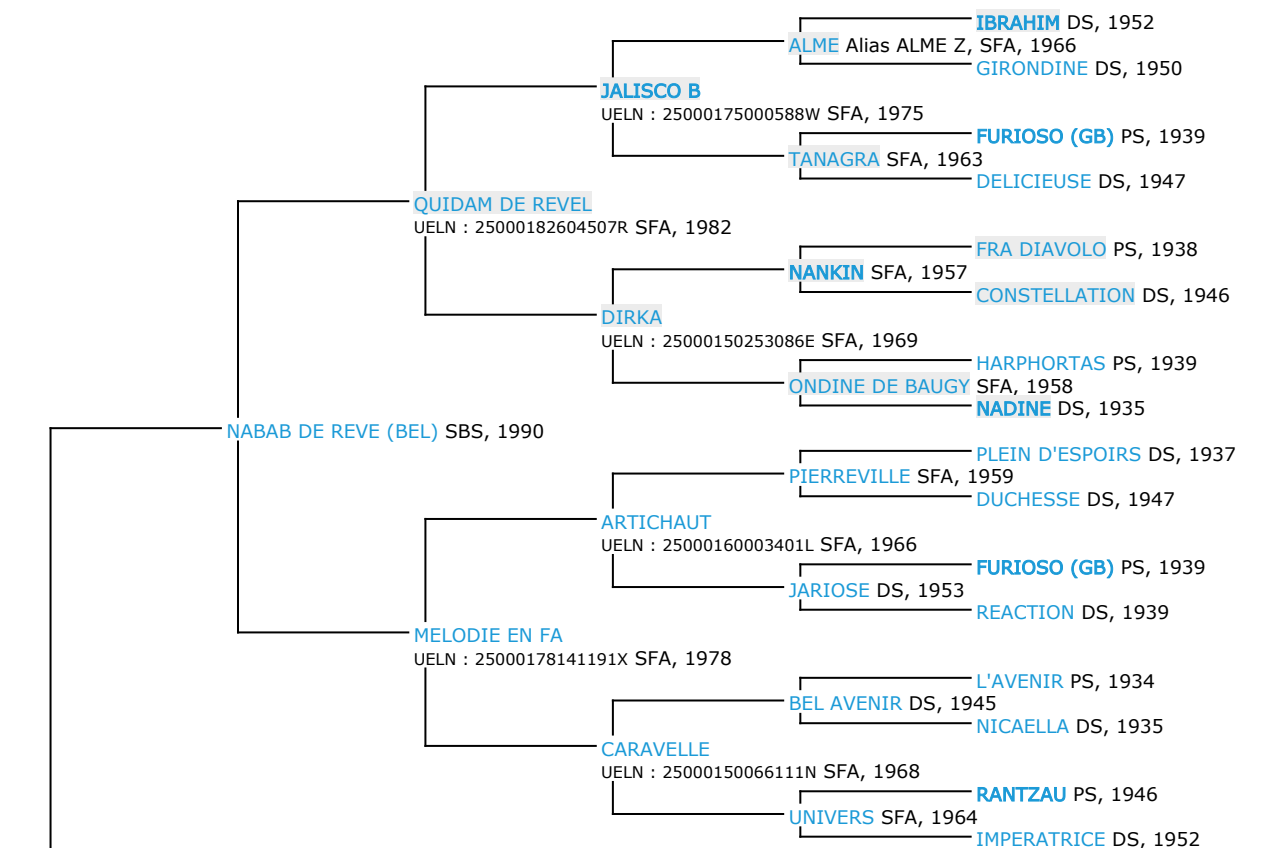 IBRAHIM DS, 1952
ALME Alias ALME Z, SFA, 1966
GIRONDINE DS, 1950
JALISCO B
UELN : 25000175000588W SFA, 1975
FURIOSO (GB) PS, 1939
TANAGRA SFA, 1963
DELICIEUSE DS, 1947
QUIDAM DE REVEL
UELN : 25000182604507R SFA, 1982
FRA DIAVOLO PS, 1938
NANKIN SFA, 1957
CONSTELLATION DS, 1946
DIRKA
UELN : 25000150253086E SFA, 1969
HARPHORTAS PS, 1939
ONDINE DE BAUGY SFA, 1958
NADINE DS, 1935
NABAB DE REVE (BEL) SBS, 1990
PLEIN D'ESPOIRS DS, 1937
PIERREVILLE SFA, 1959
DUCHESSE DS, 1947
ARTICHAUT
UELN : 25000160003401L SFA, 1966
FURIOSO (GB) PS, 1939
JARIOSE DS, 1953
REACTION DS, 1939
MELODIE EN FA
UELN : 25000178141191X SFA, 1978
L'AVENIR PS, 1934
BEL AVENIR DS, 1945
NICAELLA DS, 1935
CARAVELLE
UELN : 25000150066111N SFA, 1968
RANTZAU PS, 1946
UNIVERS SFA, 1964
IMPERATRICE DS, 1952